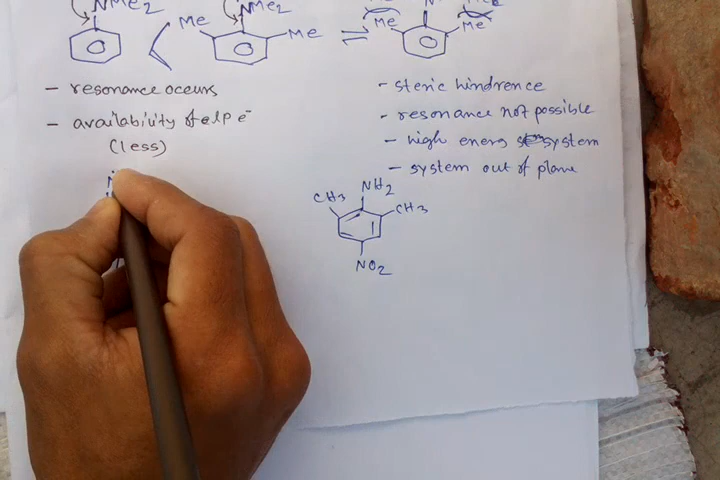 NMe2
NMe2
Me
Me
Me
Me
- resonance occurs
- availability of lp e-
(less)
- steric hindrence
- resonance not possible
- high energ system
- system out of plane
NH2
CH3
CH3
NO2